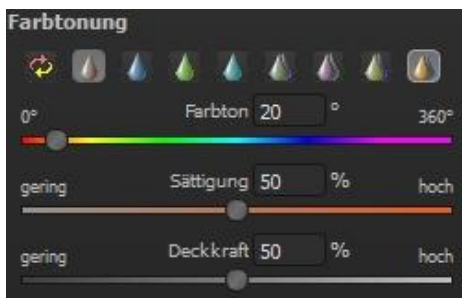 Farbtonung
0° Farbton 20 ° 360°
gering Sättigung 50 % hoch
gering Deckkraft 50 % hoch